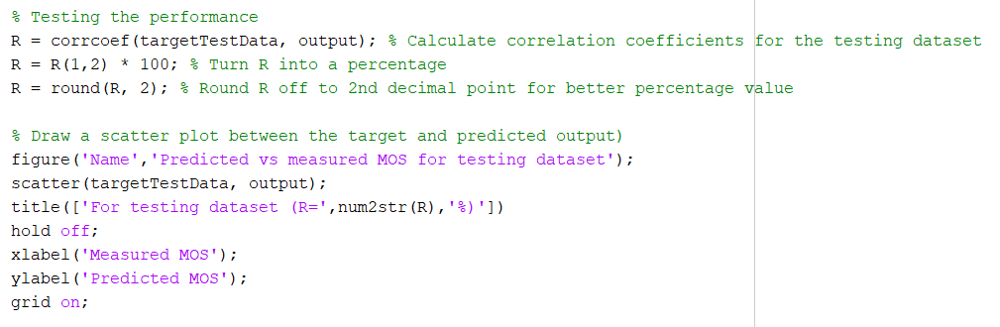 % Testing the performance
R = corrcoef(targetTestData, output); % Calculate correlation coefficients for the testing dataset
R = R(1,2) * 100; % Turn R into a percentage
R = round(R, 2); % Round R off to 2nd decimal point for better percentage value
% Draw a scatter plot between the target and predicted output)
figure('Name','Predicted vs measured MOS for testing dataset');
scatter(targetTestData, output);
title(['For testing dataset (R=',num2str(R),'%)'])
hold off;
xlabel('Measured MOS');
ylabel('Predicted MOS');
grid on;